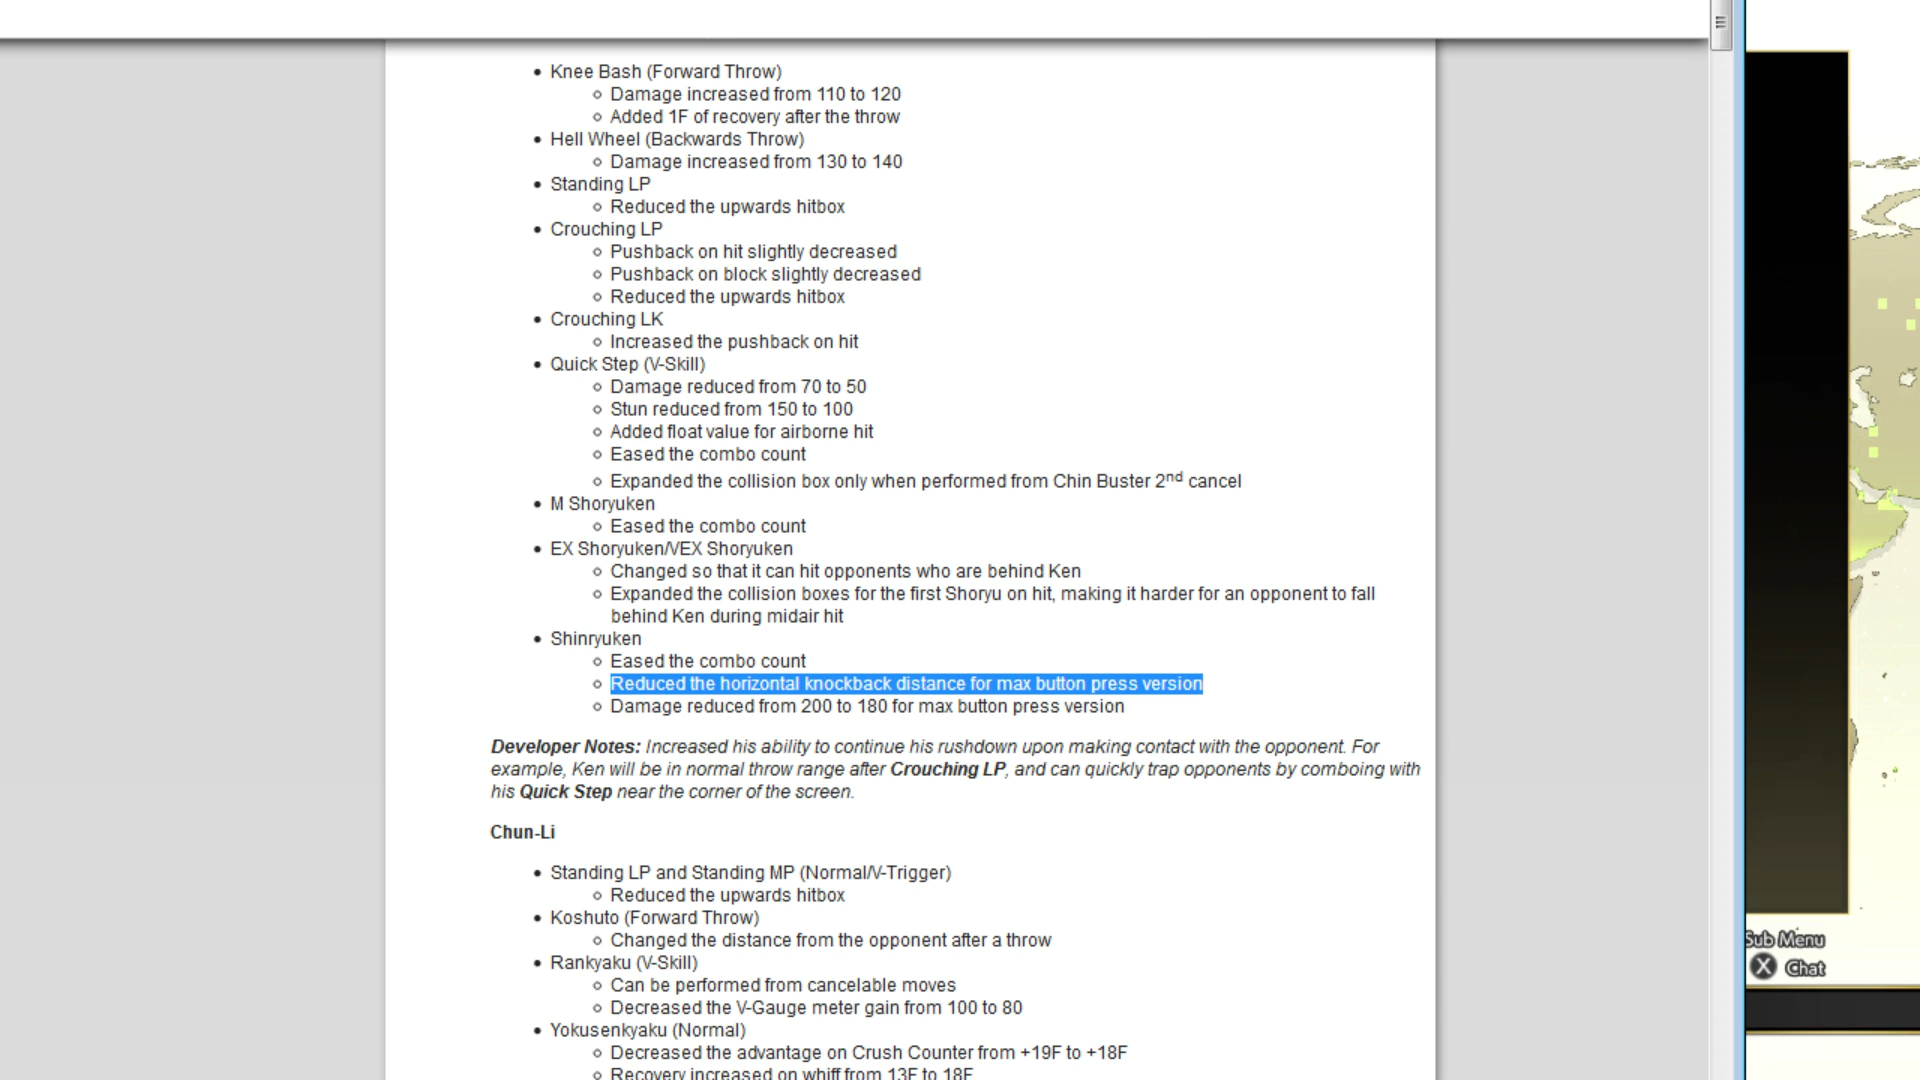 Knee Bash (Forward Throw)
Damage increased from 110 to 120
Added 1F of recovery after the throw
Hell Wheel (Backwards Throw)
Damage increased from 130 to 140
Standing LP
Reduced the upwards hitbox
Crouching LP
Pushback on hit slightly decreased
Pushback on block slightly decreased
Reduced the upwards hitbox
Crouching LK
Increased the pushback on hit
Quick Step (V-Skill)
Damage reduced from 70 to 50
Stun reduced from 150 to 100
Added float value for airborne hit
Eased the combo count
Expanded the collision box only when performed from Chin Buster 2nd cancel
M Shoryuken
Eased the combo count
EX Shoryuken/VEX Shoryuken
Changed so that it can hit opponents who are behind Ken
Expanded the collision boxes for the first Shoryu on hit, making it harder for an opponent to fall
behind Ken during midair hit
Shinryuken
Eased the combo count
Reduced the horizontal knockback distance for max button press version
Damage reduced from 200 to 180 for max button press version
Developer Notes: Increased his ability to continue his rushdown upon making contact with the opponent. For
example, Ken will be in normal throw range after Crouching LP, and can quickly trap opponents by comboing with
his Quick Step near the corner of the screen.
Chun-Li
Standing LP and Standing MP (Normal/V-Trigger)
Reduced the upwards hitbox
Koshuto (Forward Throw)
Changed the distance from the opponent after a throw
Rankyaku (V-Skill)
Can be performed from cancelable moves
Decreased the V-Gauge meter gain from 100 to 80
Yokusenkyaku (Normal)
Decreased the advantage on Crush Counter from +19F to +18F
Recovery increased on whiff from 13F to 18F
Sub Menu
X Chat